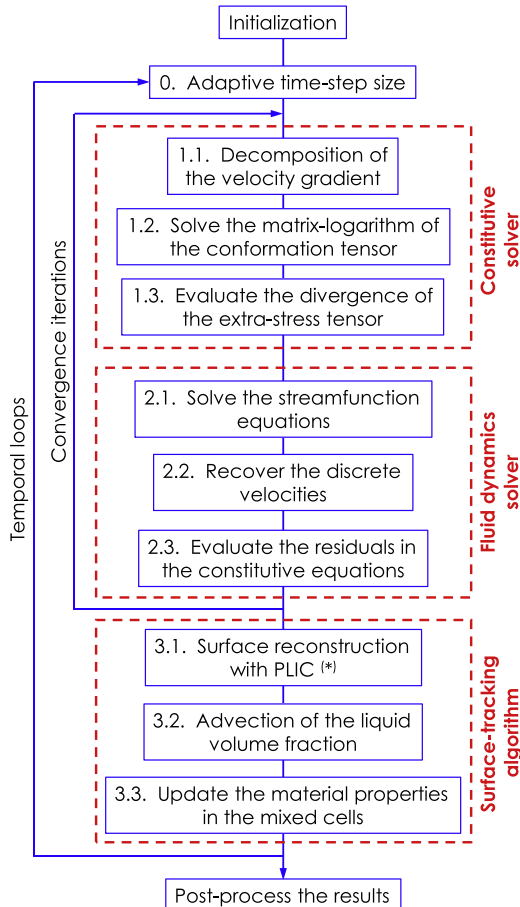 Initialization
0. Adaptive time-step size
1.1. Decomposition of
the velocity gradient
1.2. Solve the matrix-logarithm of
the conformation tensor
1.3. Evaluate the divergence of
the extra-stress tensor
Constitutive
solver
2.1. Solve the streamfunction
equations
2.2. Recover the discrete
velocities
2.3. Evaluate the residuals in
the constitutive equations
Fluid dynamics
solver
3.1. Surface reconstruction
with PLIC (*)
3.2. Advection of the liquid
volume fraction
3.3. Update the material properties
in the mixed cells
Surface-tracking
algorithm
Convergence iterations
Temporal loops
Post-process the results